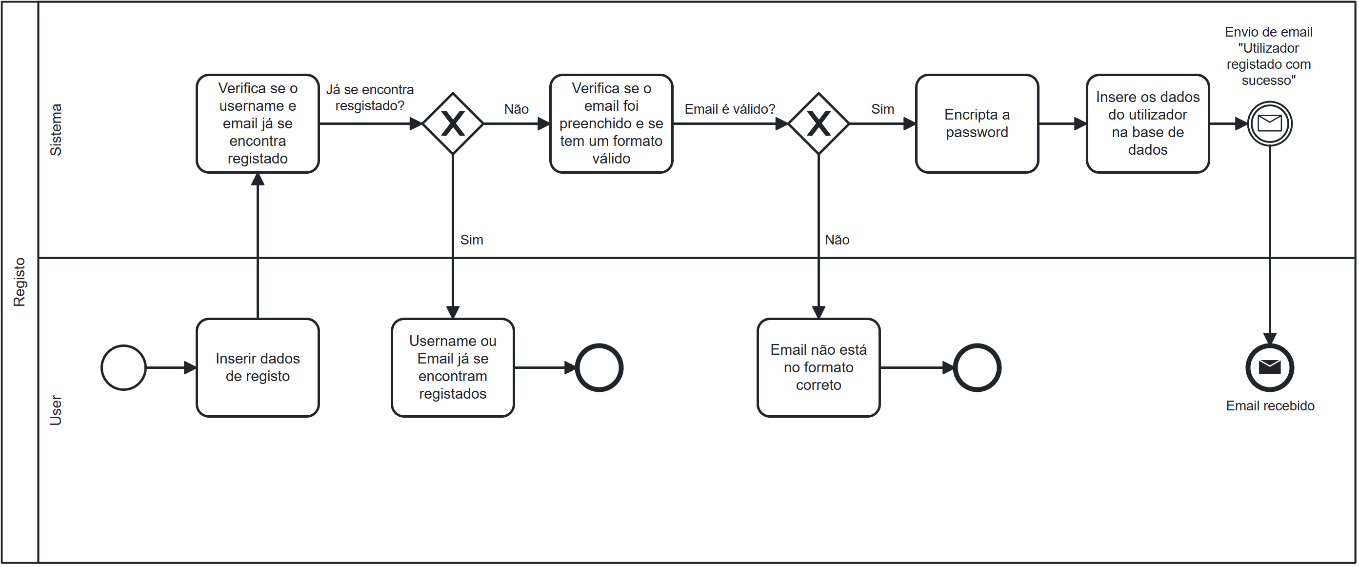 Registo
Sistema
Verifica se o
username e
email já se
encontra
registado
Já se encontra
resgistado?
Não
Sim
Verifica se o
email foi
preenchido e se
tem um formato
válido
Email é válido?
Sim
Não
Encripta a
password
Insere os dados
do utilizador
na base de
dados
Envio de email
"Utilizador
registado com
sucesso"
User
Inserir dados
de registo
Username ou
Email já se
encontram
registados
Email não está
no formato
correto
Email recebido